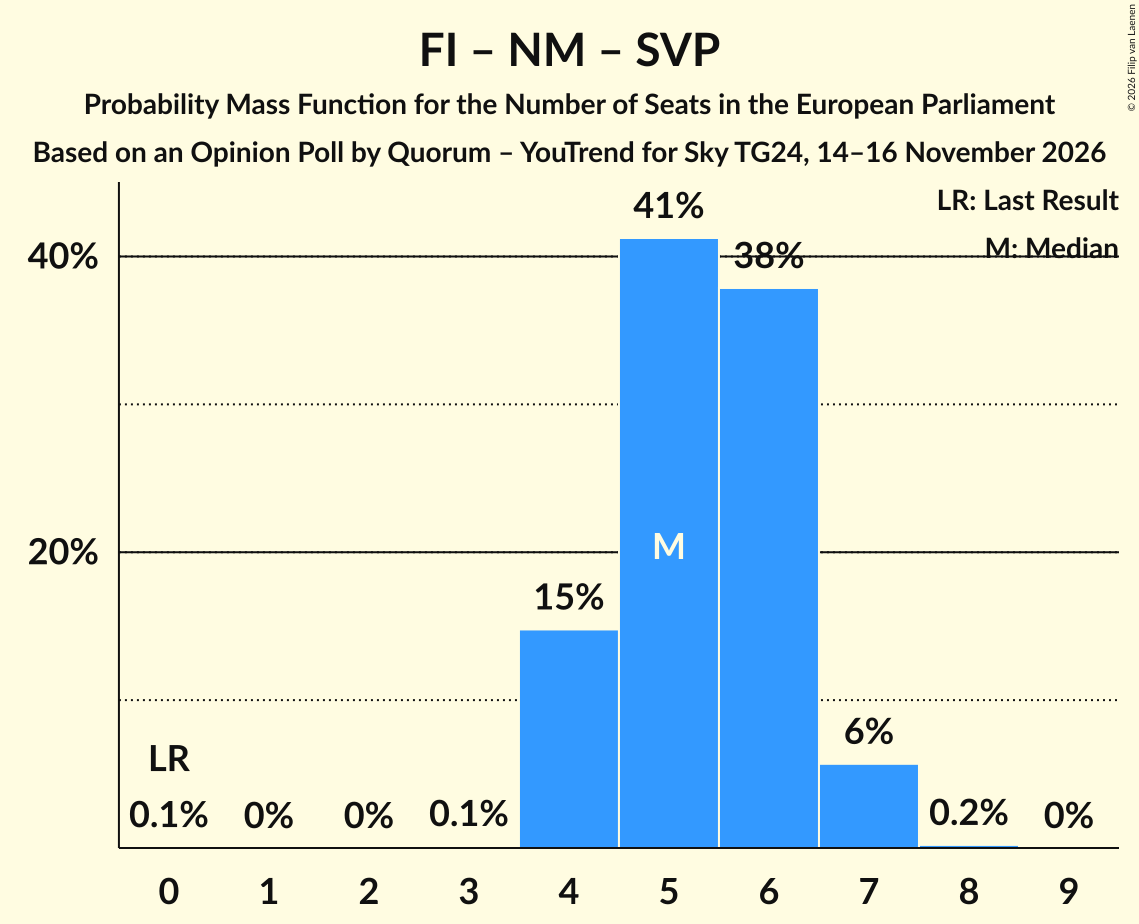 FI – NM – SVP
Probability Mass Function for the Number of Seats in the European Parliament
Based on an Opinion Poll by Quorum – YouTrend for Sky TG24, 14–16 November 2026
© 2026 Filip van Laenen
LR: Last Result
M: Median
41%
38%
40%
20%
M
15%
6%
LR
0.1% 0% 0% 0.1% 0.2% 0%
0 1 2 3 4 5 6 7 8 9